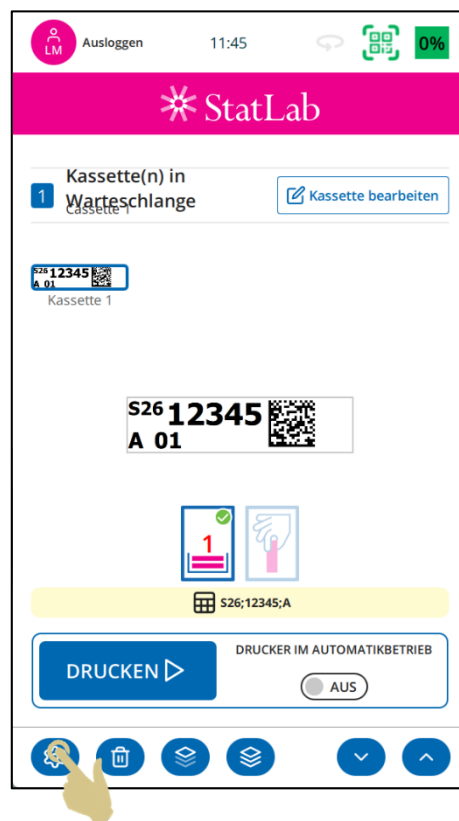 LM Ausloggen 11:45 0%
StatLab
1 Kassette(n) in Warteschlange
Cassette 1
Kassette bearbeiten
S26 12345
A 01
Kassette 1
S26 12345
A 01
1
S26;12345;A
DRUCKEN
DRUCKER IM AUTOMATIKBETRIEB
AUS